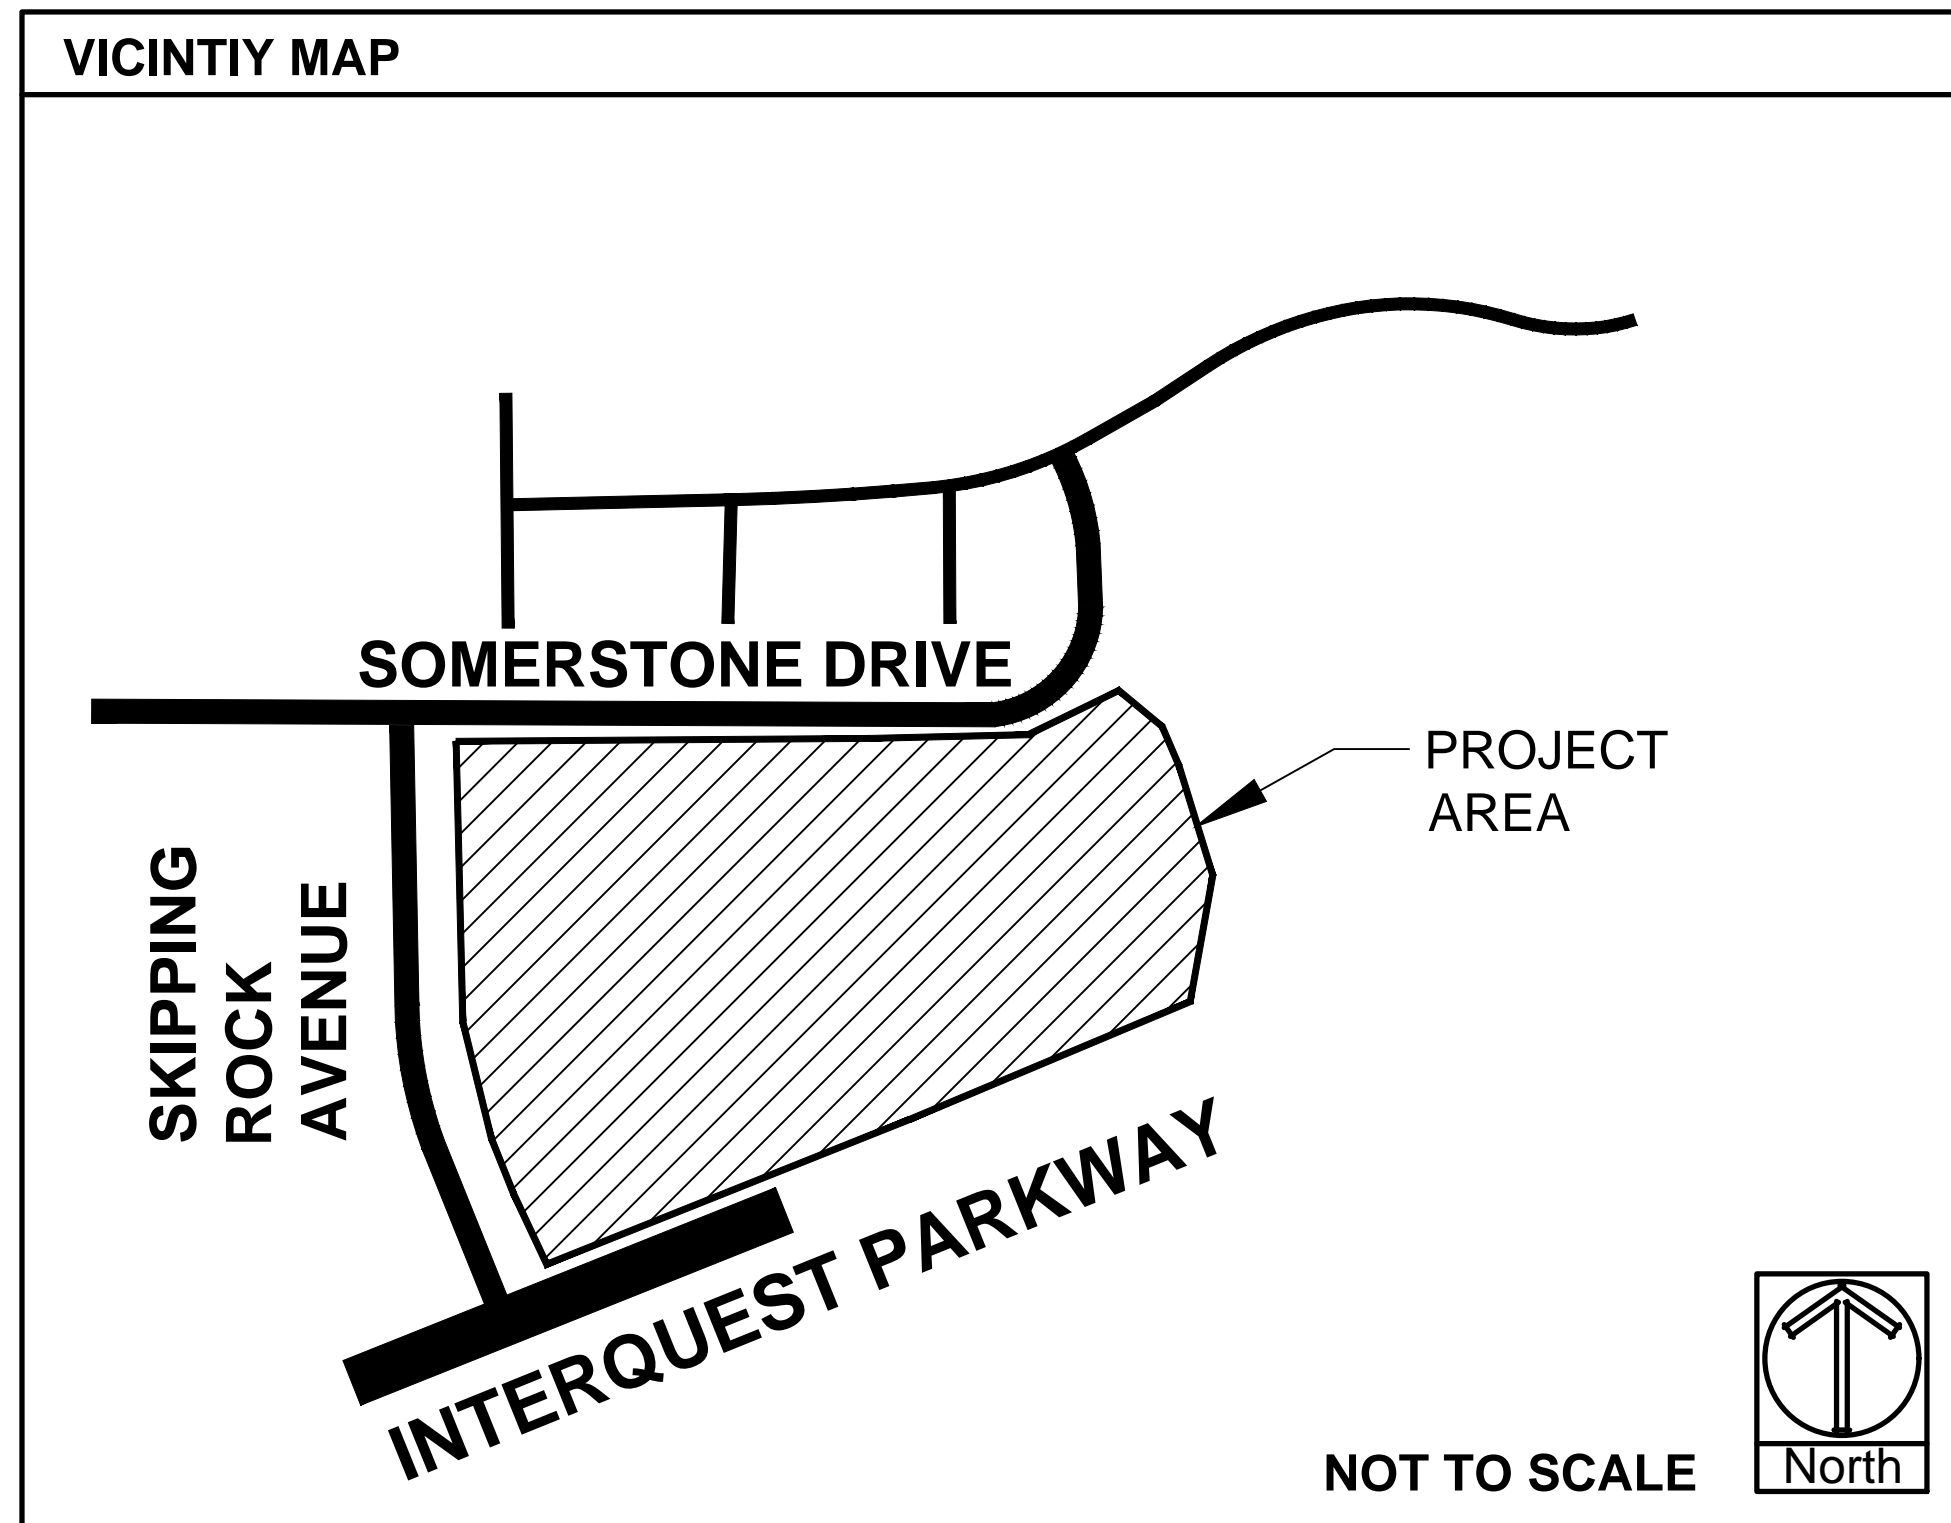 VICINTIY MAP
SOMERSTONE DRIVE
PROJECT
AREA
SKIPPING
ROCK
AVENUE
INTERQUEST PARKWAY
NOT TO SCALE
North